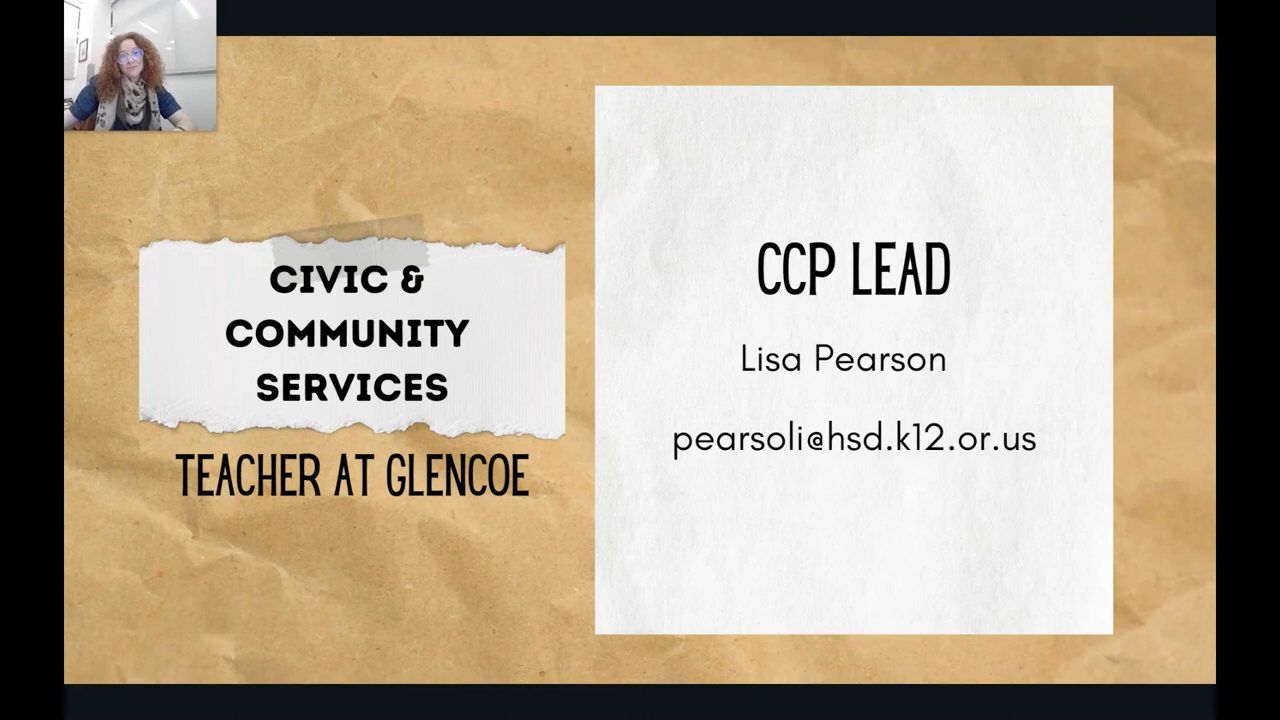 CIVIC &
COMMUNITY
SERVICES
TEACHER AT GLENCOE
CCP LEAD
Lisa Pearson
pearsoli@hsd.k12.or.us